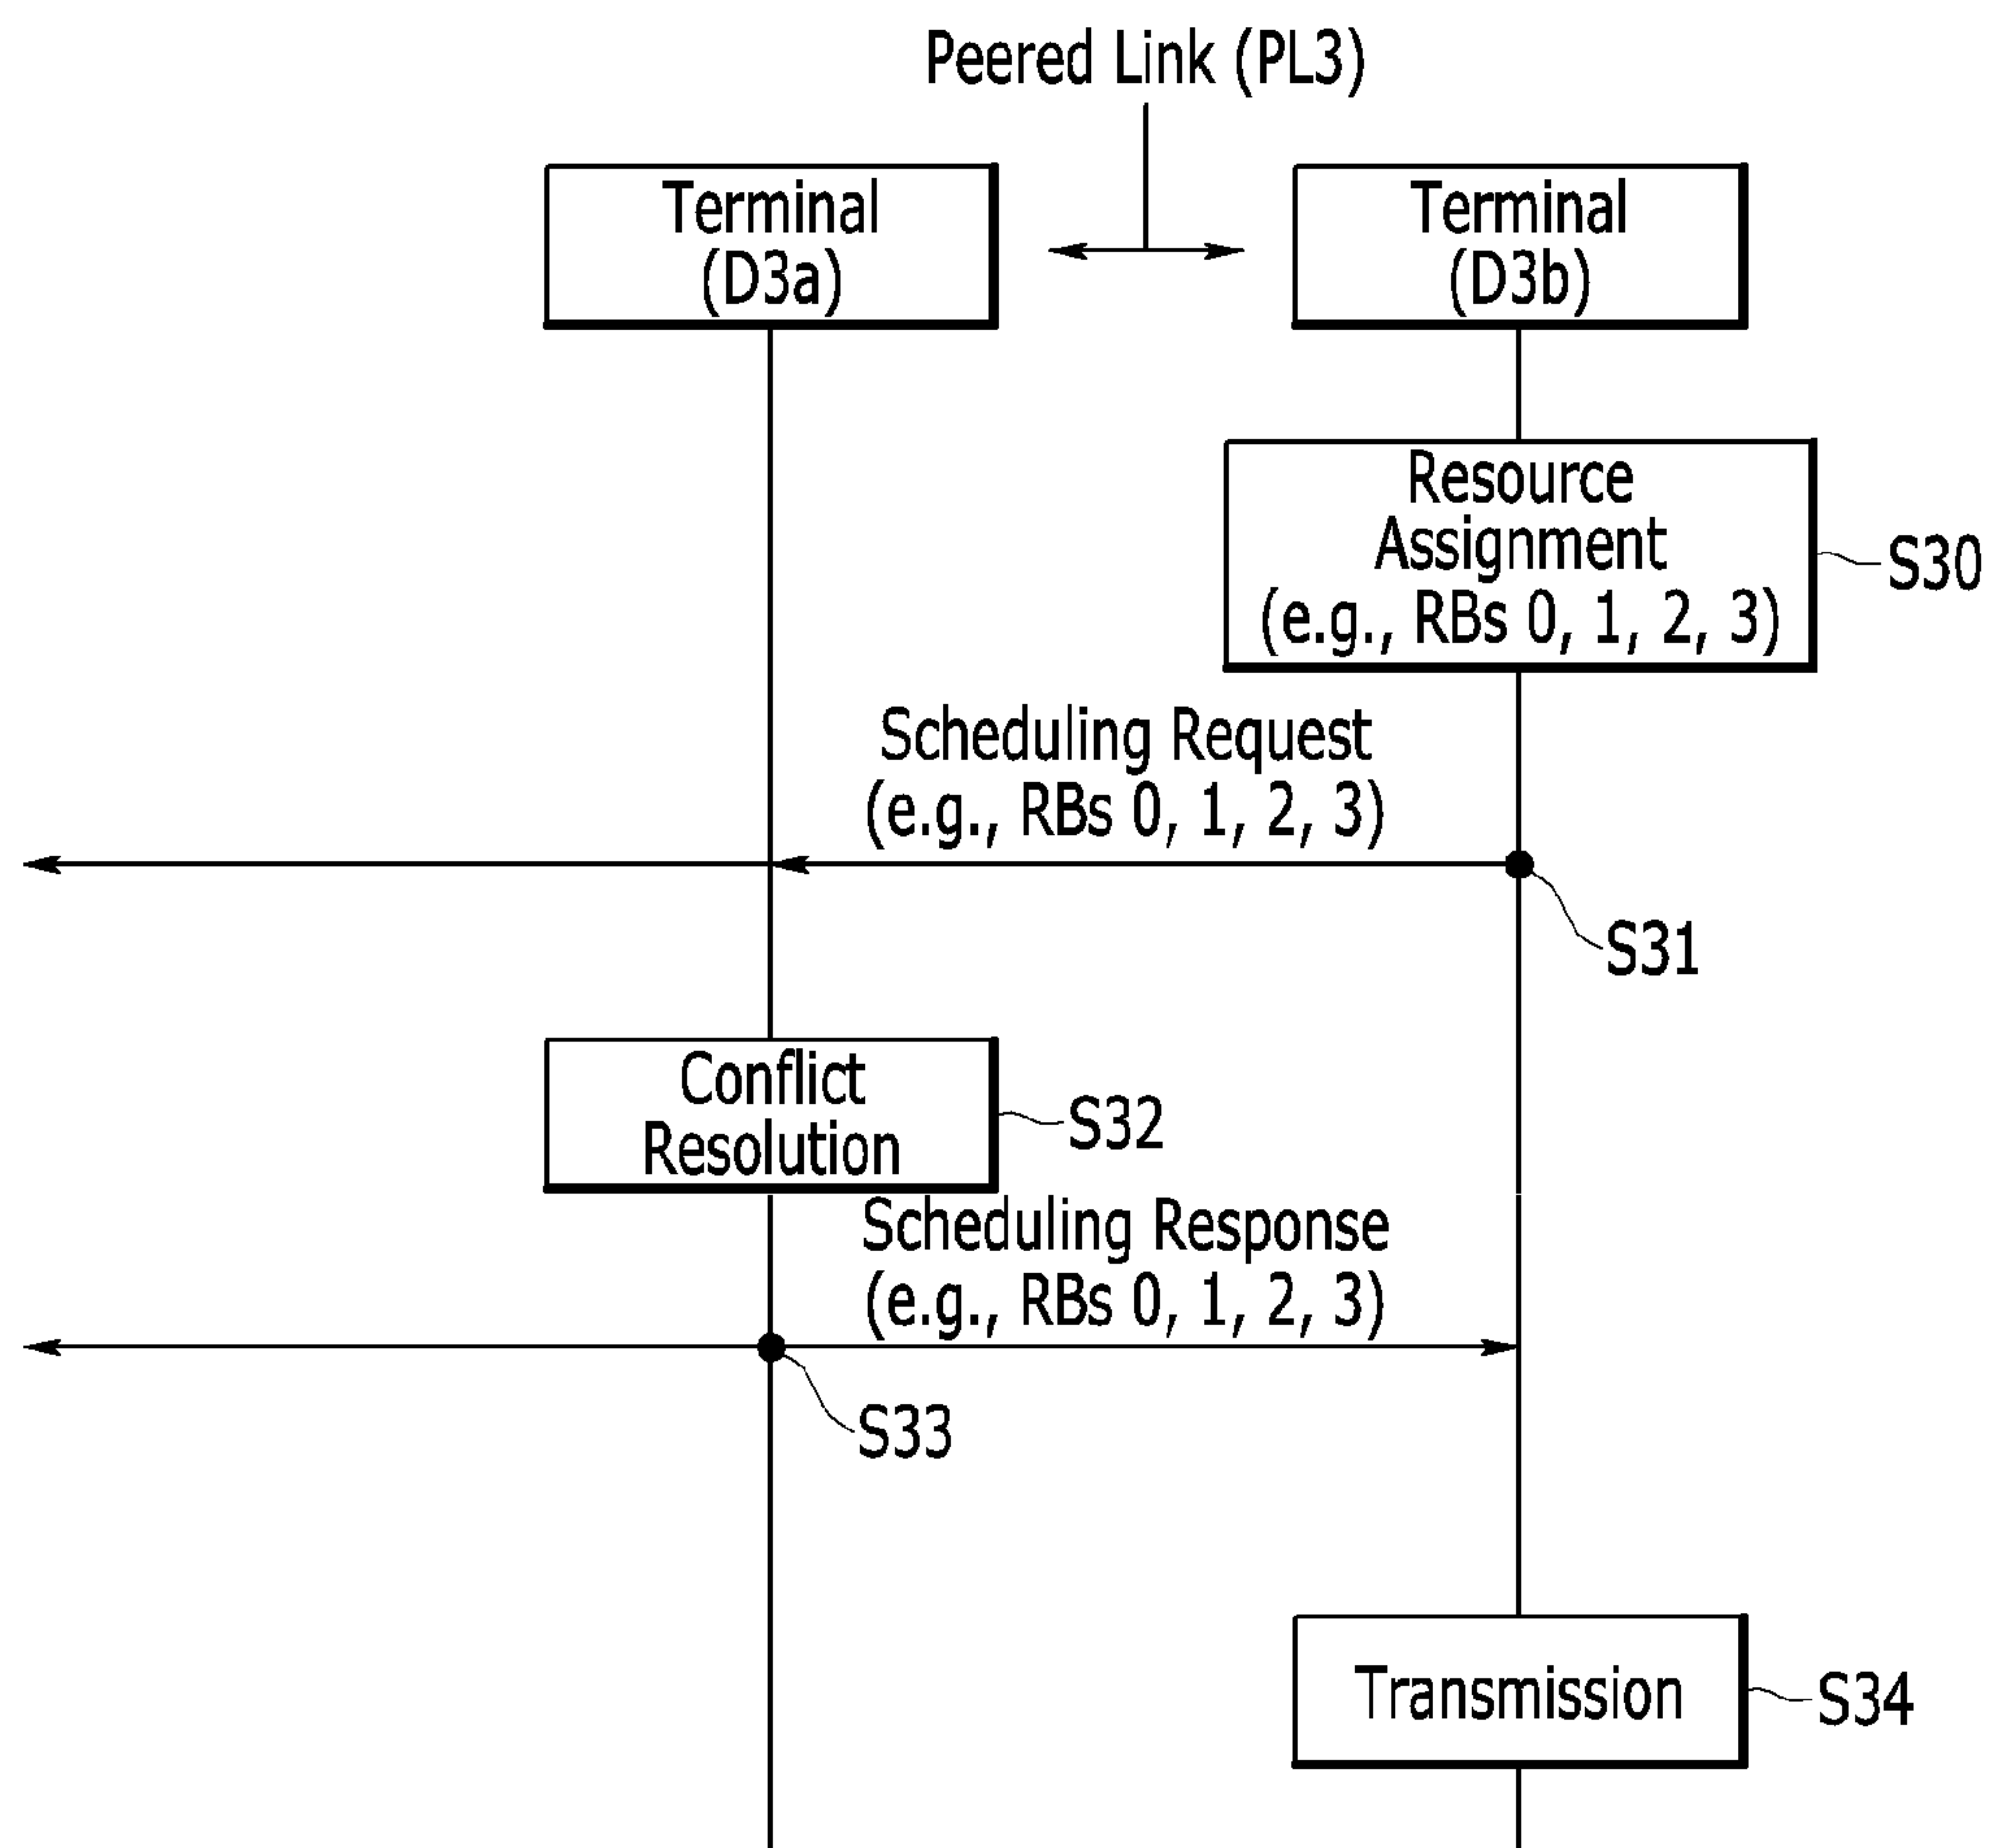 Peered Link (PL3)
Terminal
(D3a)
Terminal
(D3b)
Resource
Assignment
(e.g., RBs 0, 1, 2, 3)
S30
Scheduling Request
(e.g., RBs 0, 1, 2, 3)
S31
Conflict
Resolution
S32
Scheduling Response
(e.g., RBs 0, 1, 2, 3)
S33
Transmission
S34